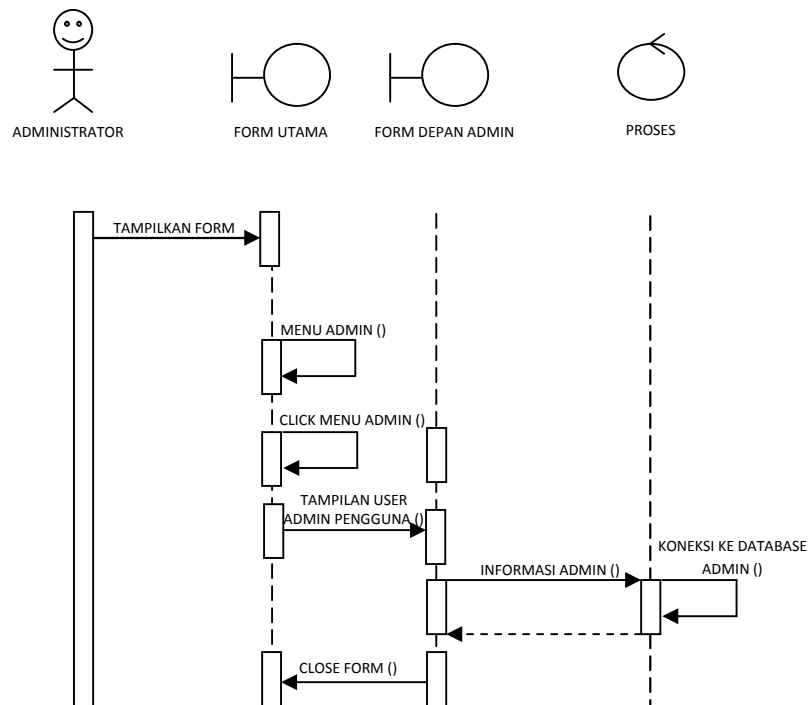 ADMINISTRATOR
FORM UTAMA
FORM DEPAN ADMIN
PROSES
TAMPILKAN FORM
MENU ADMIN ()
CLICK MENU ADMIN ()
TAMPILAN USER
ADMIN PENGGUNA ()
KONEKSI KE DATABASE
ADMIN ()
INFORMASI ADMIN ()
CLOSE FORM ()